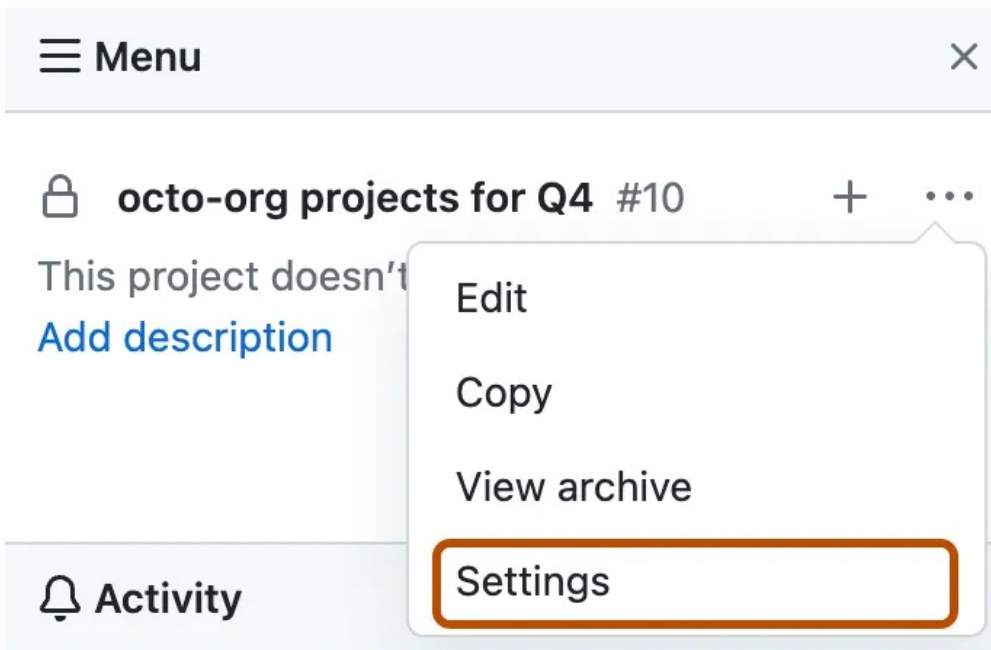 Menu
octo-org projects for Q4 #10
This project doesn’t
Add description
Edit
Copy
View archive
Settings
Activity